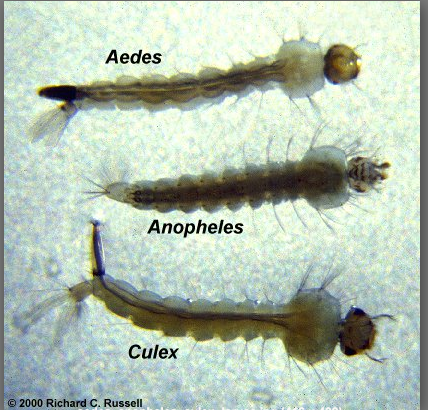 Aedes
Anopheles
Culex
© 2000 Richard C. Russell